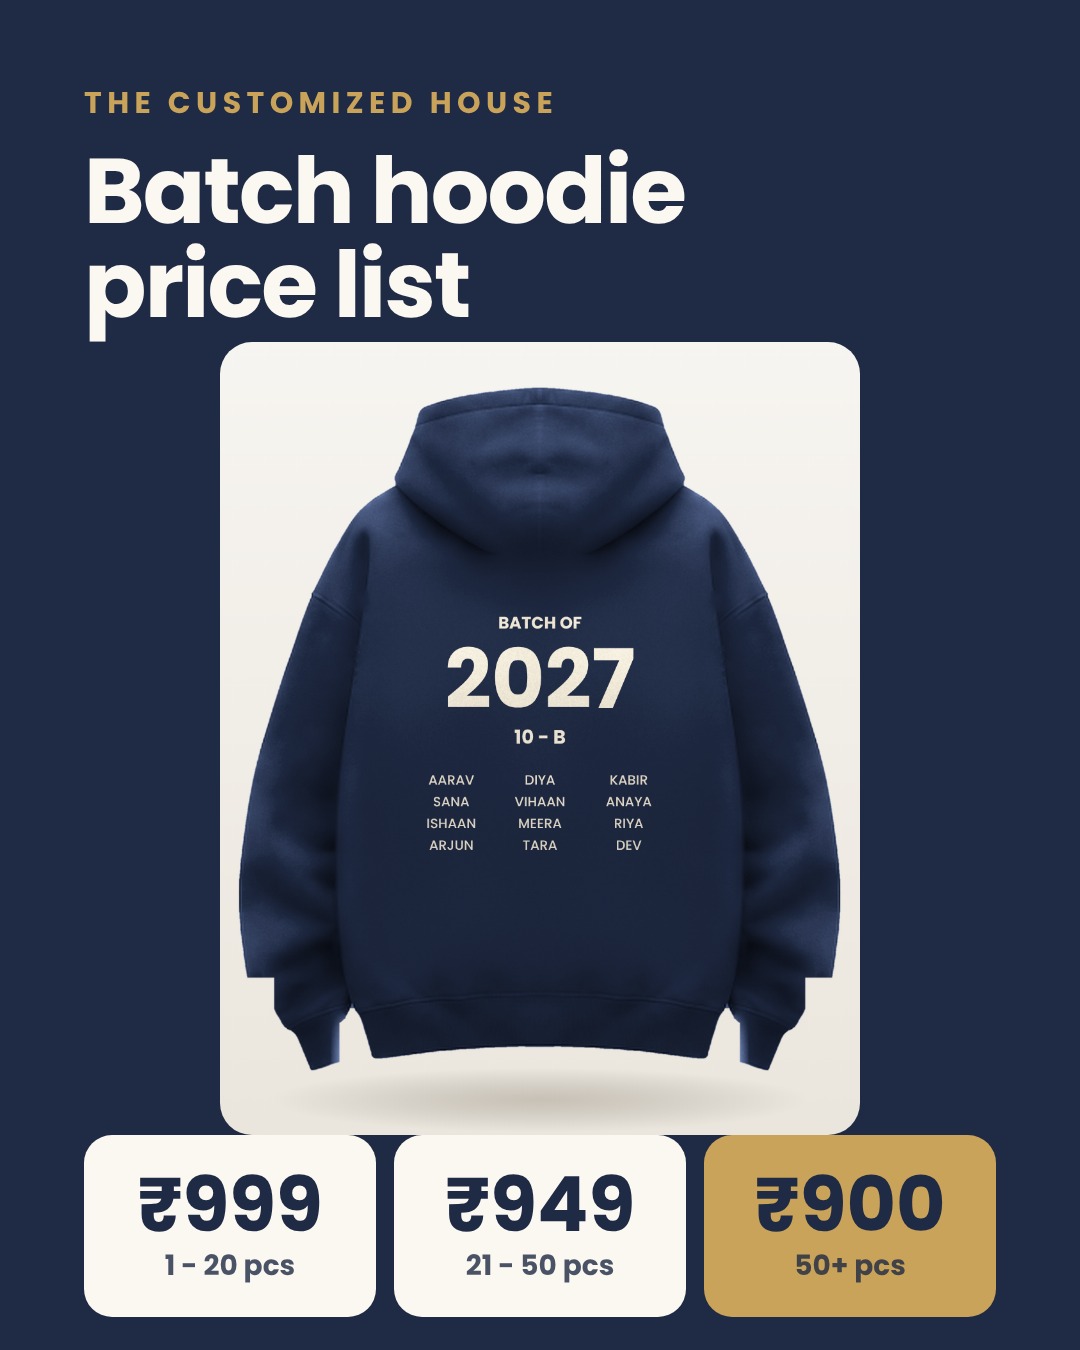 THE CUSTOMIZED HOUSE
Batch hoodie
price list
BATCH OF
2027
10 - B
AARAV DIYA KABIR
SANA VIHAAN ANAYA
ISHAAN MEERA RIYA
ARJUN TARA DEV
₹999 ₹949 ₹900
1 - 20 pcs 21 - 50 pcs 50+ pcs